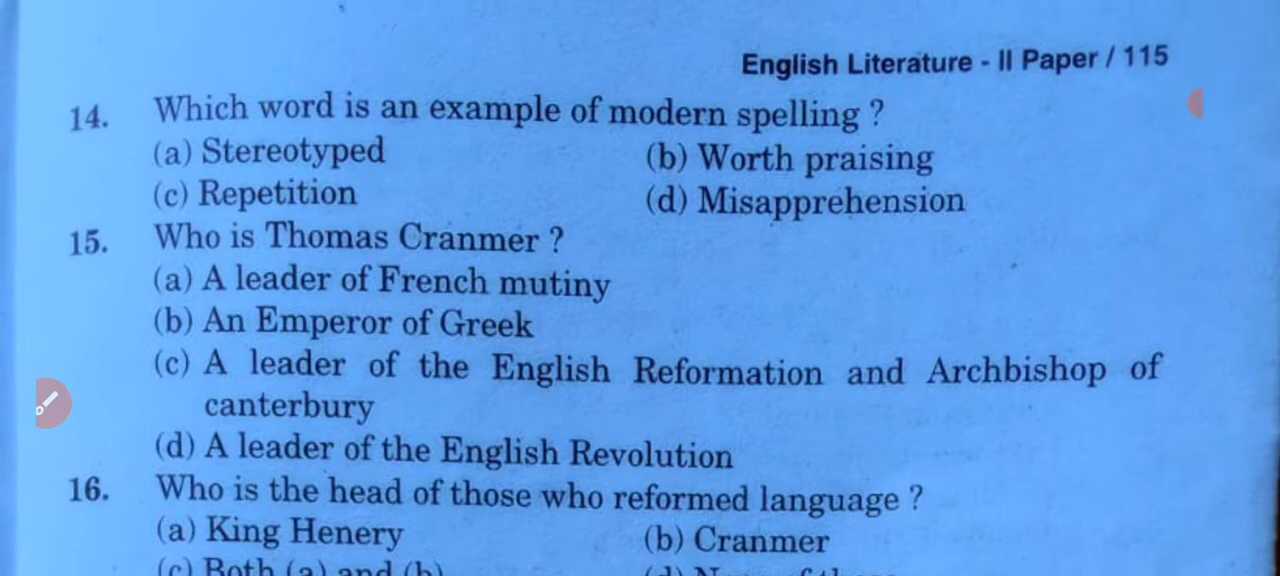 English Literature - II Paper / 115
14. Which word is an example of modern spelling ?
(a) Stereotyped (b) Worth praising
(c) Repetition (d) Misapprehension
15. Who is Thomas Cranmer ?
(a) A leader of French mutiny
(b) An Emperor of Greek
(c) A leader of the English Reformation and Archbishop of
canterbury
(d) A leader of the English Revolution
16. Who is the head of those who reformed language ?
(a) King Henery (b) Cranmer
(c) Both (a) and (b) (d)